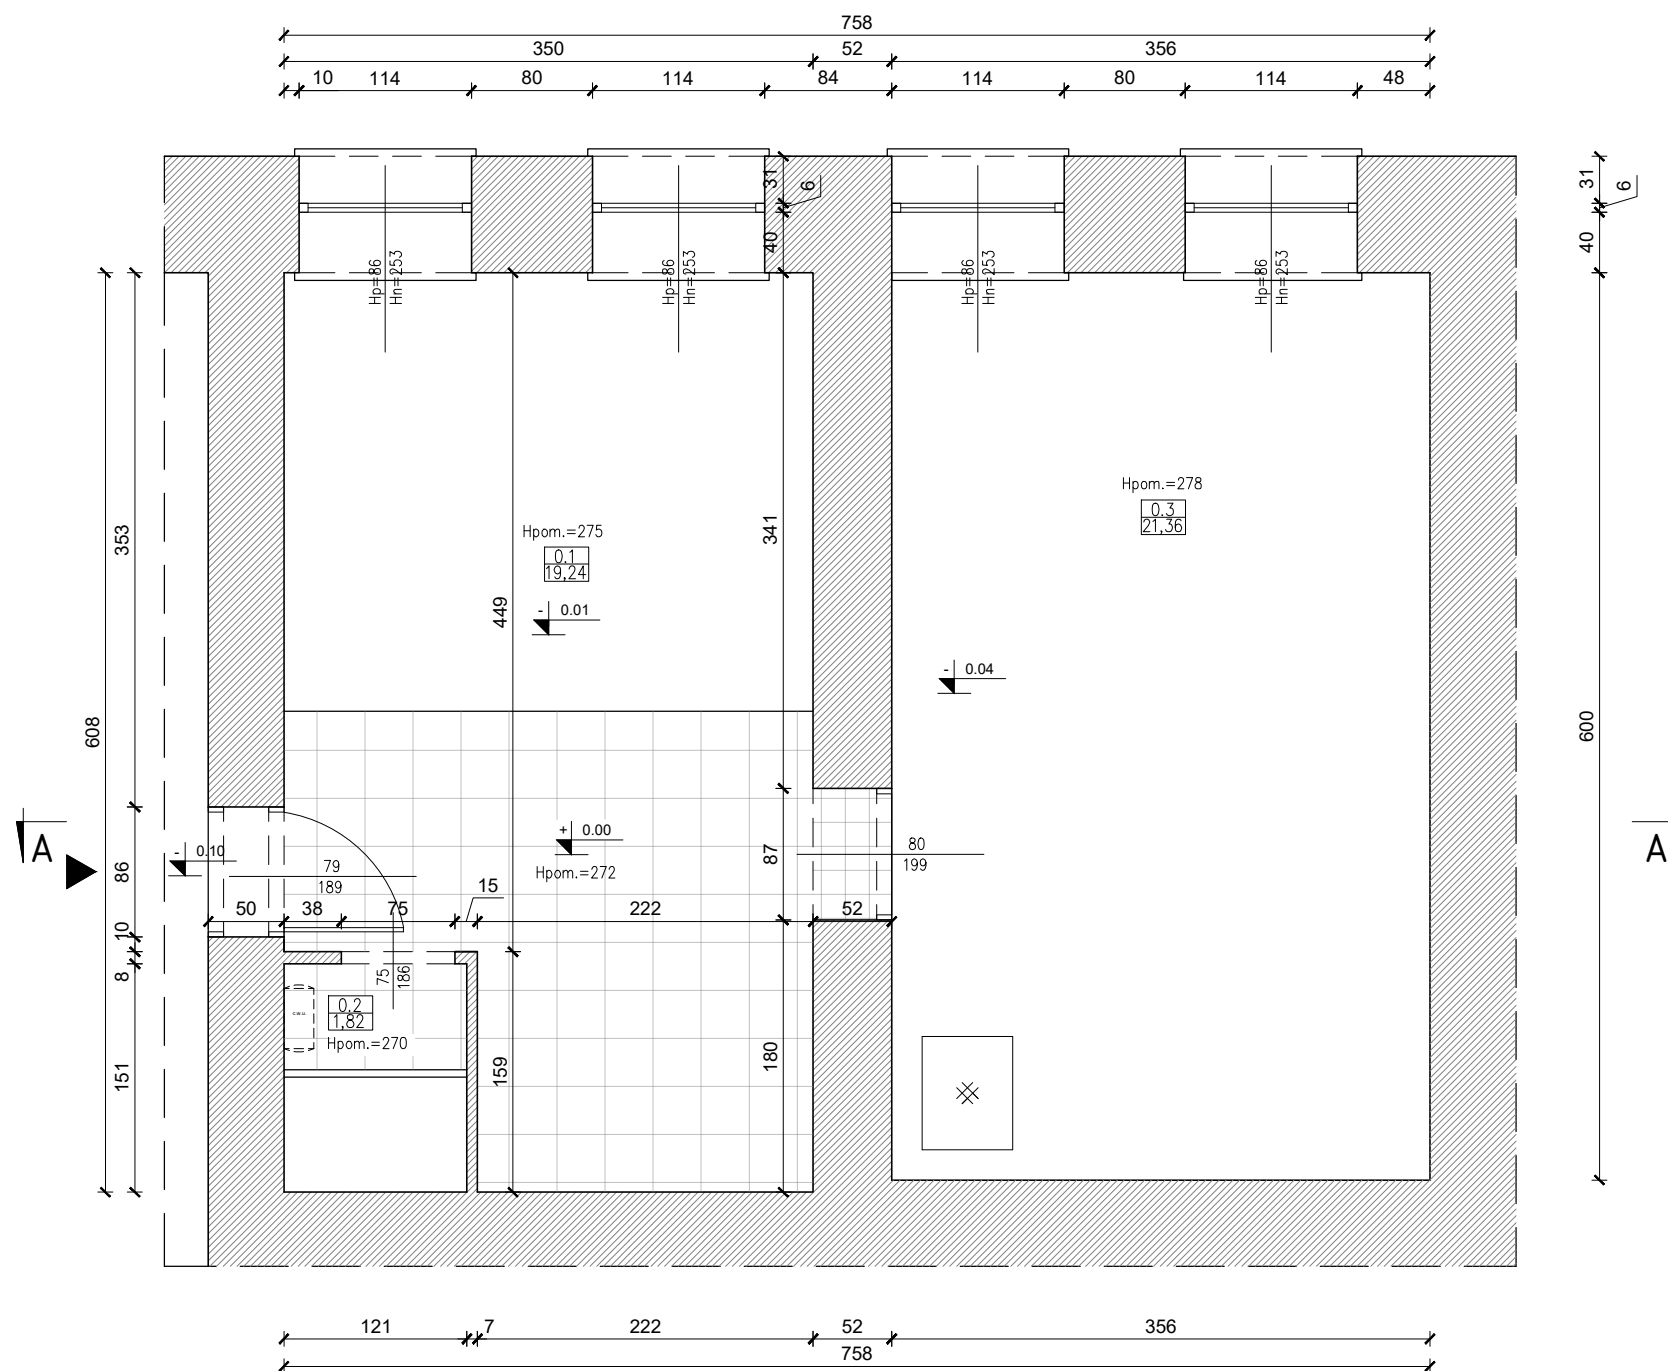 758
350 52 356
10 114 80 114 84 114 80 114 48
31 6 40
31 6 40
Hp=86 Hn=253
Hp=86 Hn=253
Hp=86 Hn=253
Hp=86 Hn=253
Hpom.=278
0.3
21,36
353
341
Hpom.=275
0.1
19,24
449
- 0.01
- 0.04
608
600
A
A
+ 0.00
Hpom.=272
- 0.10
79
189
80
199
86
87
50 38 75 15 222 52
10
8
75
186
0.2
1,82
Hpom.=270
C.W.U.
151
159
180
121 7 222 52 356
758